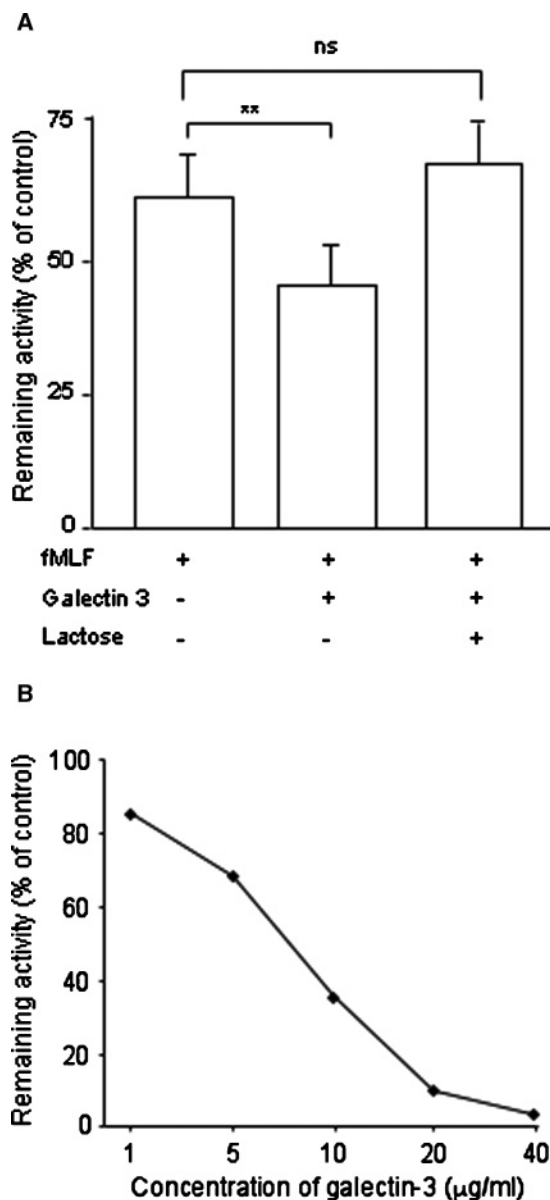 A
ns
**
75
50
25
0
Remaining activity (% of control)
fMLF + + +
Galectin 3 - + +
Lactose - - +
B
100
80
60
40
20
0
Remaining activity (% of control)
1 5 10 20 40
Concentration of galectin-3 (µg/ml)